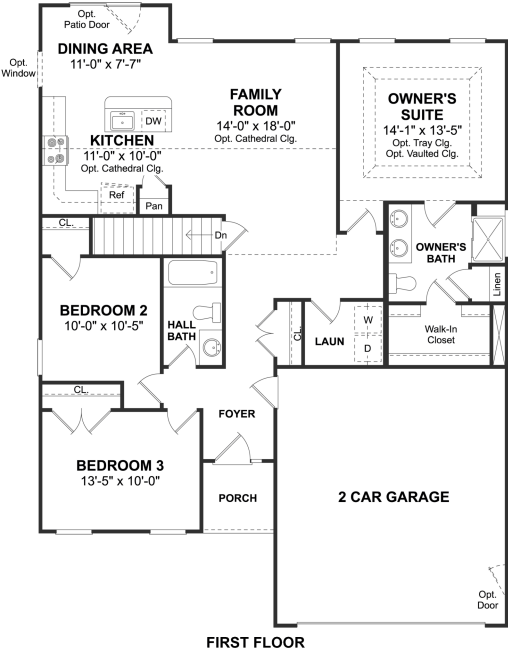 Opt.
Patio Door
DINING AREA
11'-0" x 7'-7"
Opt.
Window
DW
FAMILY
ROOM
14'-0" x 18'-0"
Opt. Cathedral Clg.
OWNER'S
SUITE
14'-1" x 13'-5"
Opt. Tray Clg.
Opt. Vaulted Clg.
KITCHEN
11'-0" x 10'-0"
Opt. Cathedral Clg.
Ref
Pan
CL.
Dn
OWNER'S
BATH
Linen
BEDROOM 2
10'-0" x 10'-5"
HALL
BATH
CL.
LAUN
W
D
Walk-In
Closet
CL.
FOYER
BEDROOM 3
13'-5" x 10'-0"
PORCH
2 CAR GARAGE
Opt.
Door
FIRST FLOOR